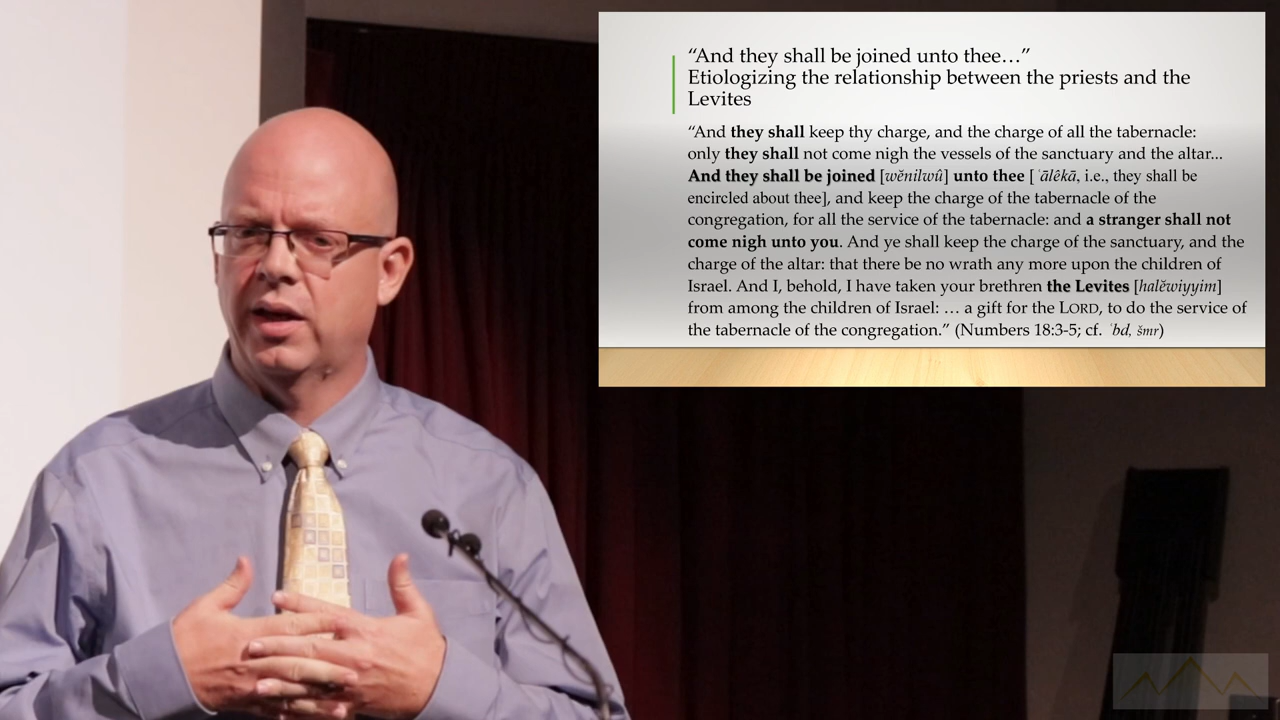 “And they shall be joined unto thee…”
Etiologizing the relationship between the priests and the
Levites
“And they shall keep thy charge, and the charge of all the tabernacle:
only they shall not come nigh the vessels of the sanctuary and the altar...
And they shall be joined [wĕnilwû] unto thee [ ʿālêkā, i.e., they shall be
encircled about thee], and keep the charge of the tabernacle of the
congregation, for all the service of the tabernacle: and a stranger shall not
come nigh unto you. And ye shall keep the charge of the sanctuary, and the
charge of the altar: that there be no wrath any more upon the children of
Israel. And I, behold, I have taken your brethren the Levites [halĕwiyyim]
from among the children of Israel: … a gift for the LORD, to do the service of
the tabernacle of the congregation.” (Numbers 18:3-5; cf. ʿbd, šmr)